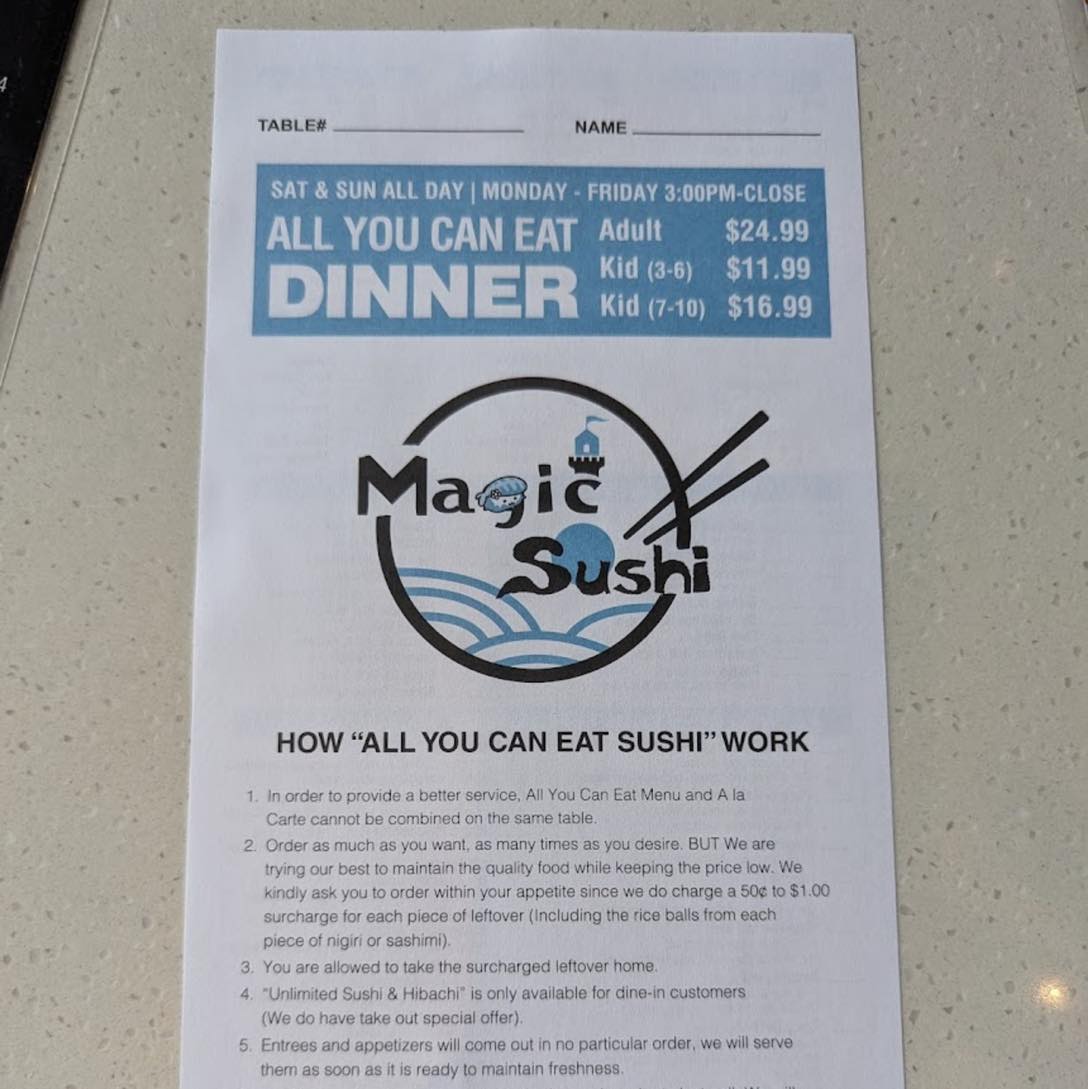 4
TABLE# NAME
SAT & SUN ALL DAY | MONDAY - FRIDAY 3:00PM-CLOSE
ALL YOU CAN EAT
DINNER
Adult $24.99
Kid (3-6) $11.99
Kid (7-10) $16.99
Magic
Sushi
HOW “ALL YOU CAN EAT SUSHI” WORK
1. In order to provide a better service, All You Can Eat Menu and A la
Carte cannot be combined on the same table.
2. Order as much as you want, as many times as you desire. BUT We are
trying our best to maintain the quality food while keeping the price low. We
kindly ask you to order within your appetite since we do charge a 50¢ to $1.00
surcharge for each piece of leftover (Including the rice balls from each
piece of nigiri or sashimi).
3. You are allowed to take the surcharged leftover home.
4. “Unlimited Sushi & Hibachi” is only available for dine-in customers
(We do have take out special offer).
5. Entrees and appetizers will come out in no particular order, we will serve
them as soon as it is ready to maintain freshness.